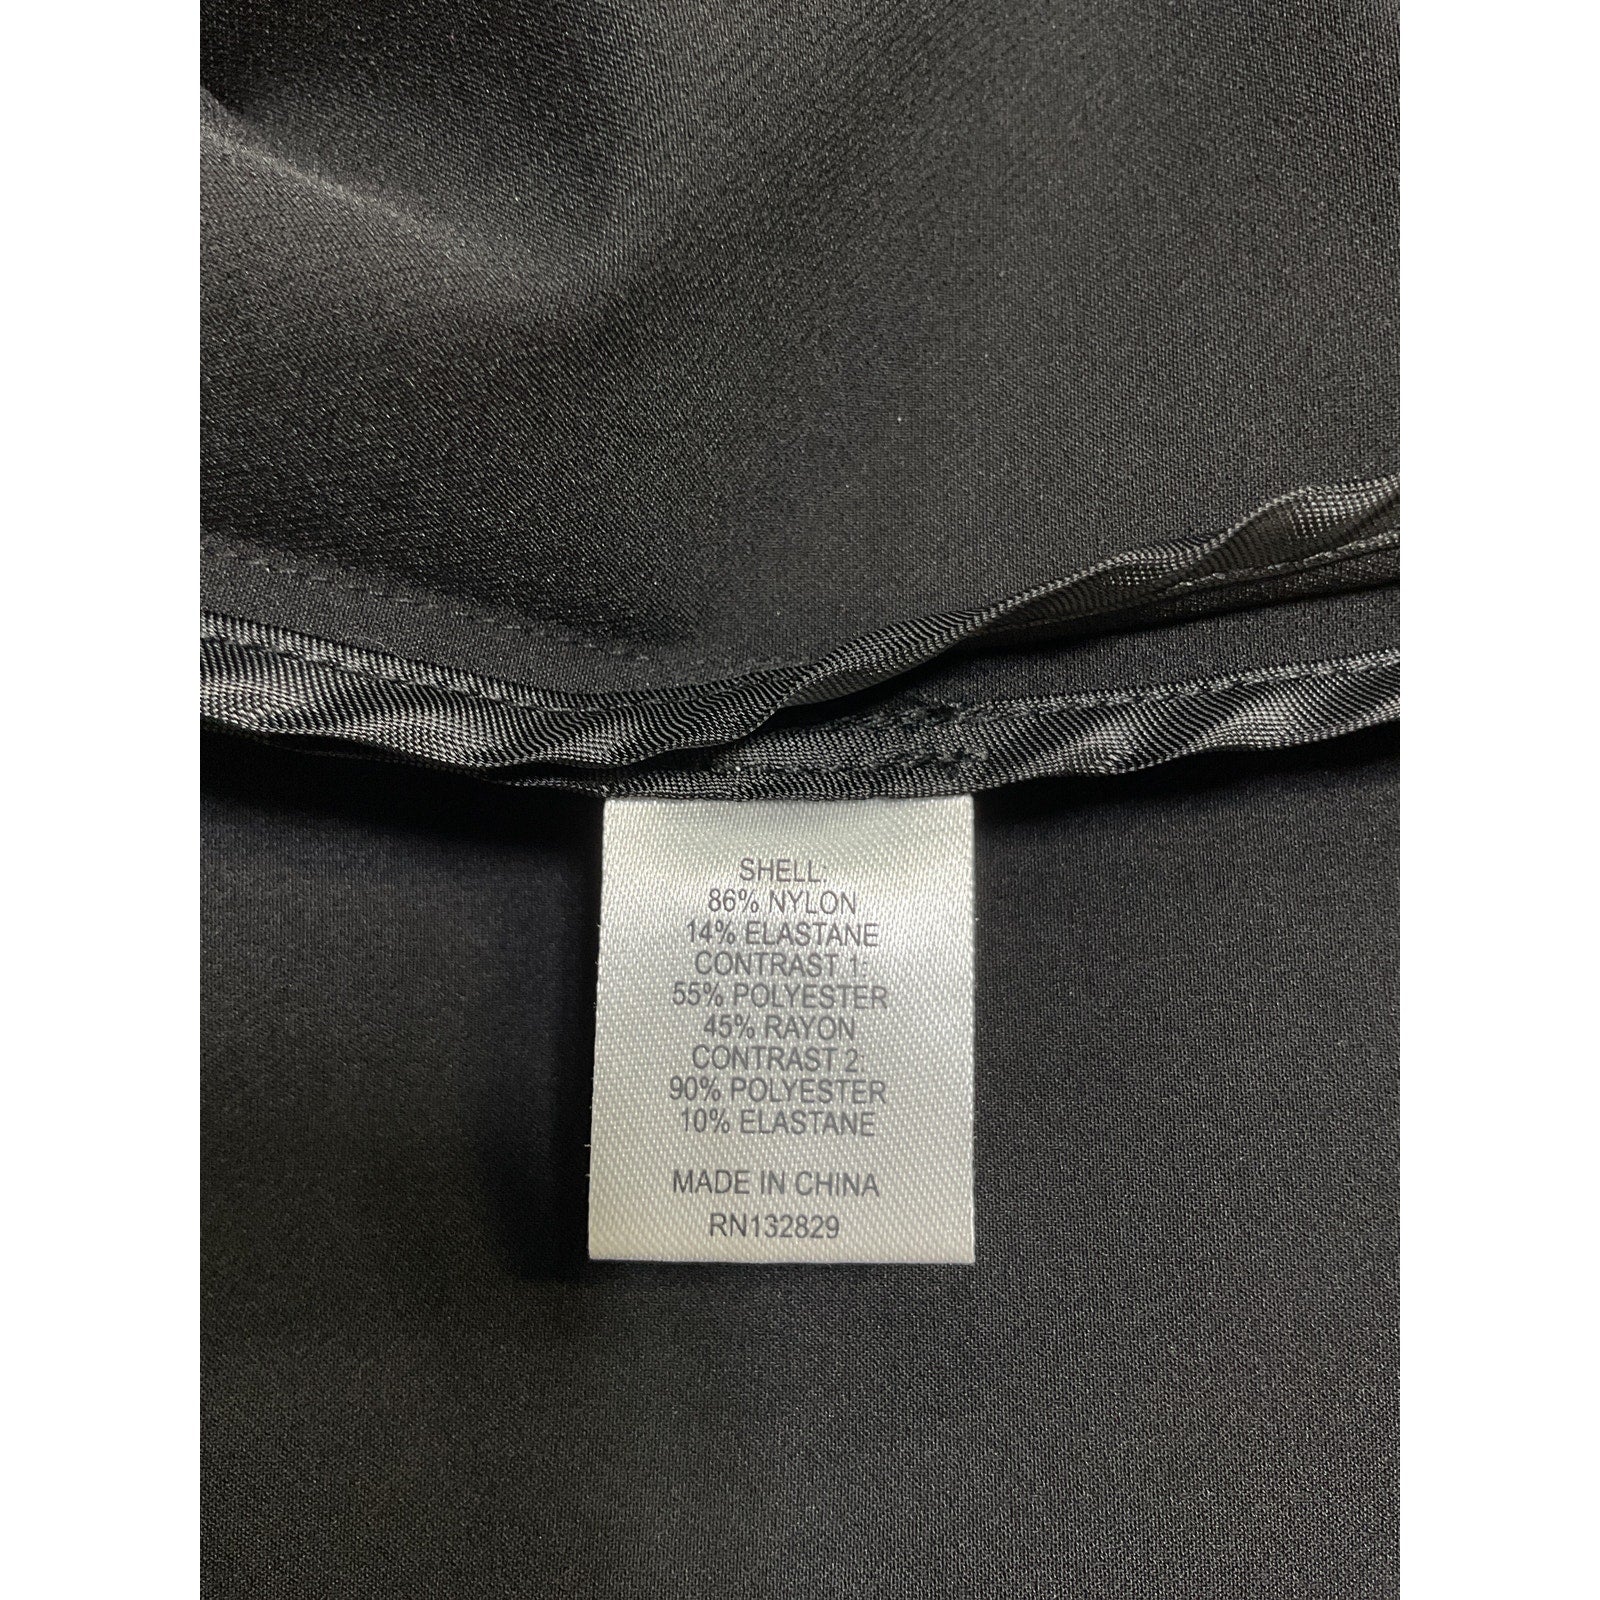 SHELL:
86% NYLON
14% ELASTANE
CONTRAST 1:
55% POLYESTER
45% RAYON
CONTRAST 2
90% POLYESTER
10% ELASTANE
MADE IN CHINA
RN132829